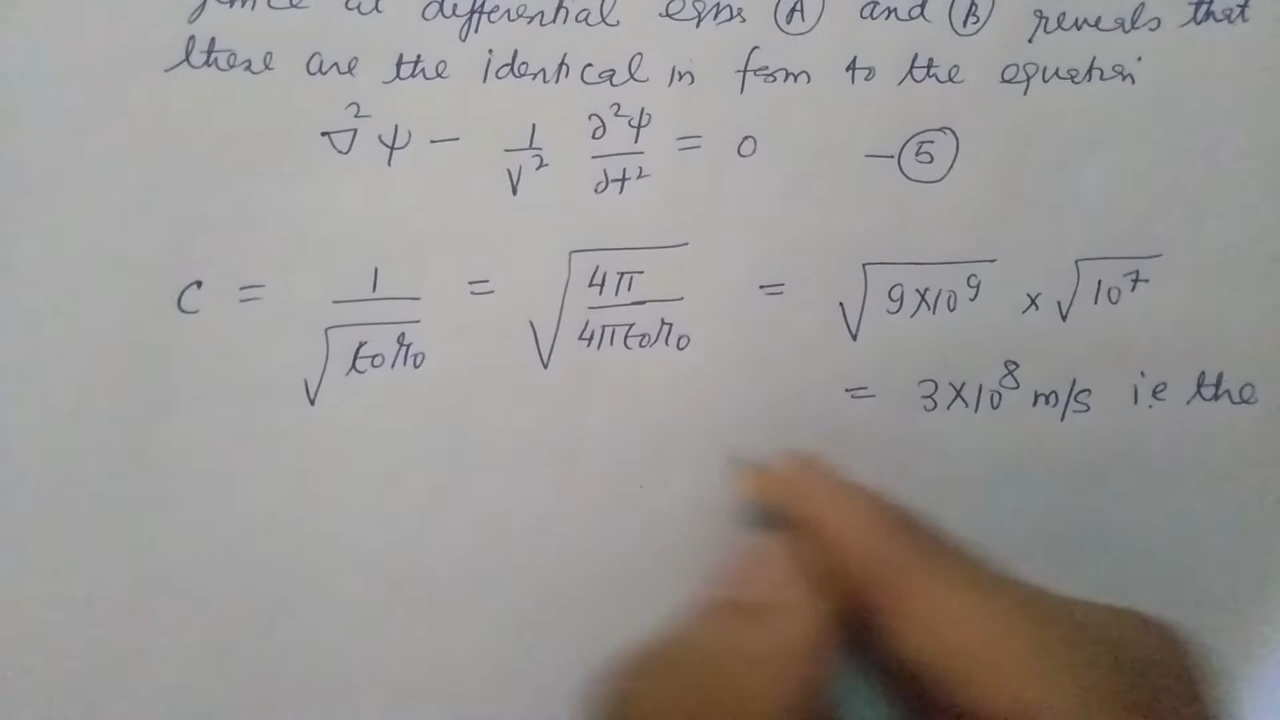 at differential eqns (A) and (B) reveals that
these are the identical in form to the equation
∇²ψ − 1/V² ∂²ψ/∂t² = 0 −(5)
C = 1/√(ε₀μ₀) = √(4π/4πε₀μ₀) = √(9×10⁹) × √(10⁷)
= 3×10⁸ m/s i.e the